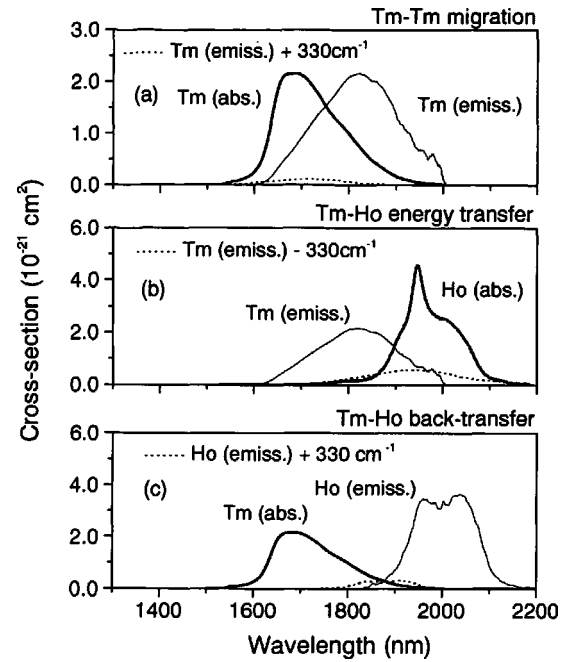 Tm-Tm migration
3.0
Tm (emiss.) + 330cm⁻¹
(a)
Tm (abs.)
Tm (emiss.)
2.0
1.0
0.0
Tm-Ho energy transfer
6.0
Tm (emiss.) - 330cm⁻¹
(b)
Ho (abs.)
Tm (emiss.)
4.0
2.0
0.0
Tm-Ho back-transfer
6.0
Ho (emiss.) + 330 cm⁻¹
(c)
Ho (emiss.)
Tm (abs.)
4.0
2.0
0.0
1400 1600 1800 2000 2200
Wavelength (nm)
Cross-section (10⁻²¹ cm²)